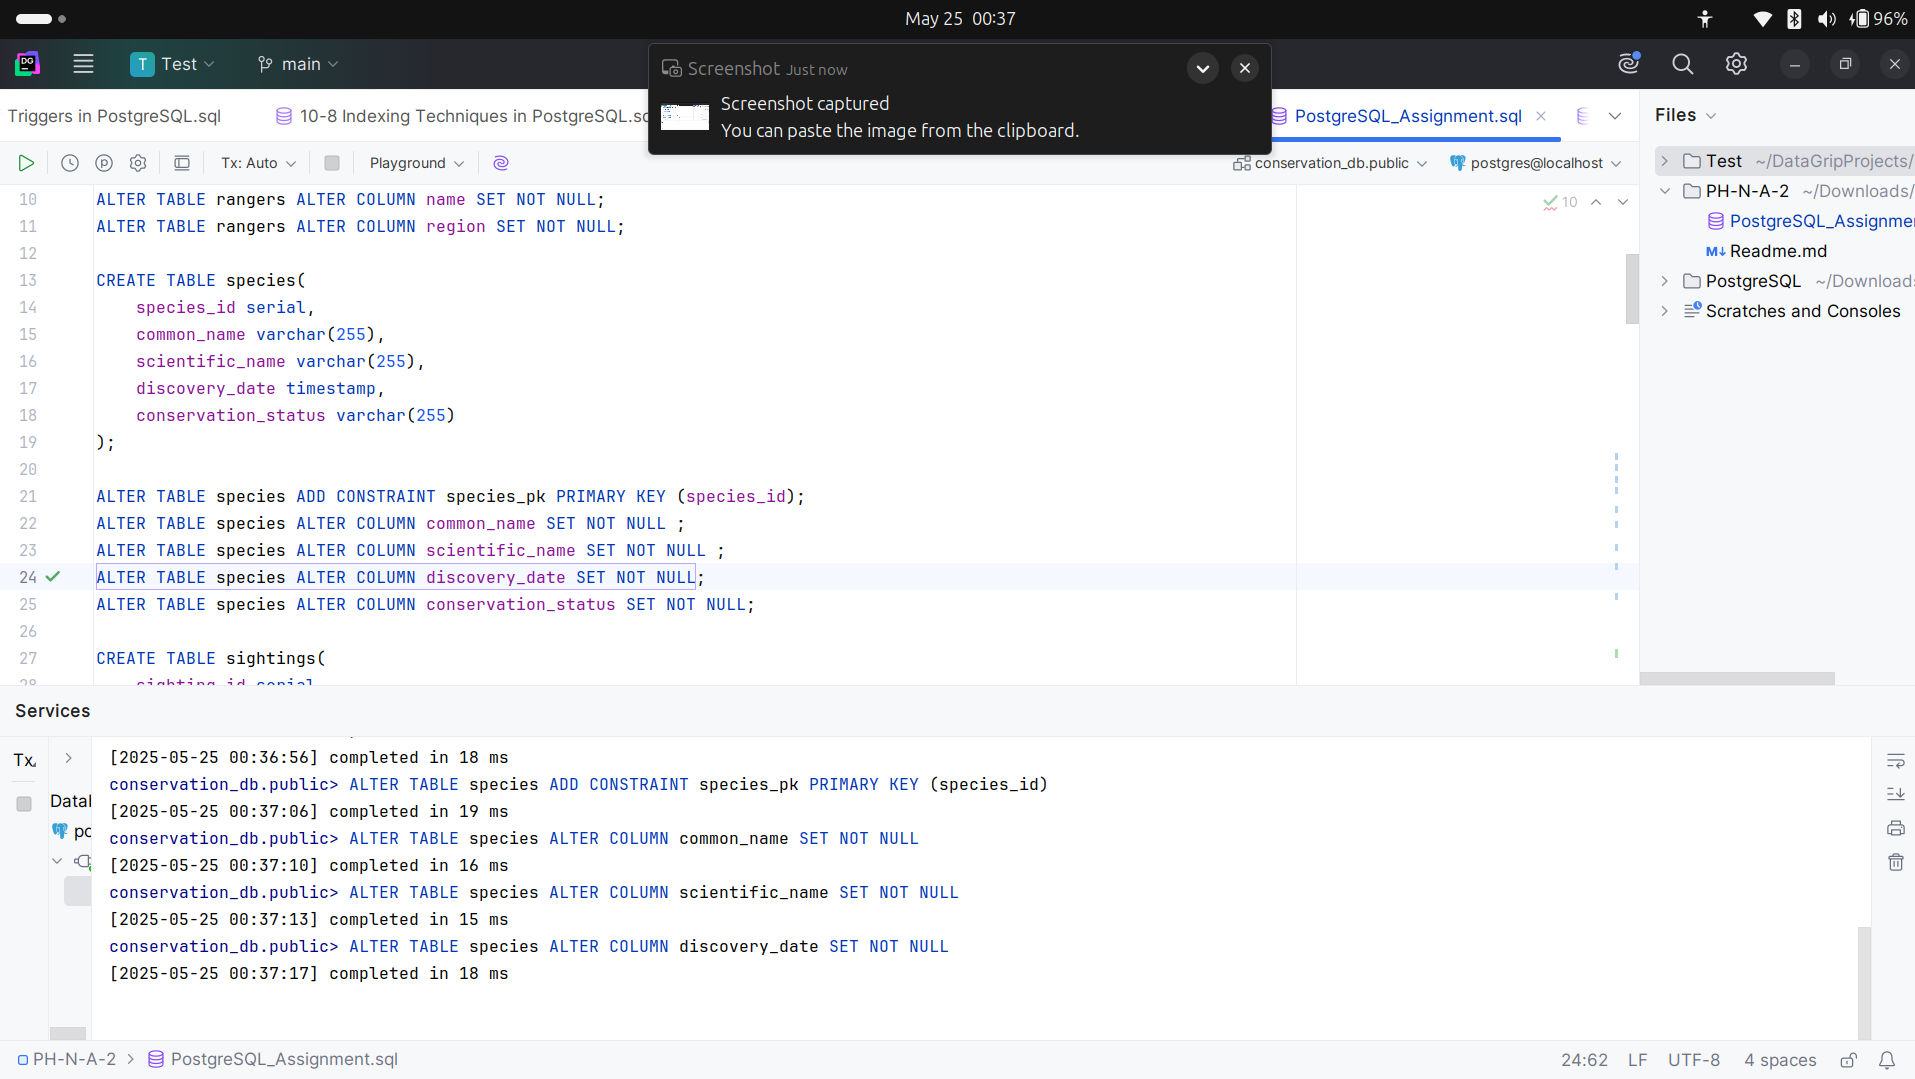 May 25 00:37
96%
DG
T Test
main
Screenshot Just now
Screenshot captured
You can paste the image from the clipboard.
Triggers in PostgreSQL.sql
10-8 Indexing Techniques in PostgreSQL.sq
PostgreSQL_Assignment.sql
Files
Tx: Auto
Playground
conservation_db.public
postgres@localhost
Test ~/DataGripProjects/
PH-N-A-2 ~/Downloads/
PostgreSQL_Assignmen
M↓ Readme.md
PostgreSQL ~/Downloads
Scratches and Consoles
10
10 ALTER TABLE rangers ALTER COLUMN name SET NOT NULL;
11 ALTER TABLE rangers ALTER COLUMN region SET NOT NULL;
12
13 CREATE TABLE species(
14 species_id serial,
15 common_name varchar(255),
16 scientific_name varchar(255),
17 discovery_date timestamp,
18 conservation_status varchar(255)
19 );
20
21 ALTER TABLE species ADD CONSTRAINT species_pk PRIMARY KEY (species_id);
22 ALTER TABLE species ALTER COLUMN common_name SET NOT NULL ;
23 ALTER TABLE species ALTER COLUMN scientific_name SET NOT NULL ;
24 ALTER TABLE species ALTER COLUMN discovery_date SET NOT NULL;
25 ALTER TABLE species ALTER COLUMN conservation_status SET NOT NULL;
26
27 CREATE TABLE sightings(
28 sighting_id serial
Services
Tx
Datal
po
[2025-05-25 00:36:56] completed in 18 ms
conservation_db.public> ALTER TABLE species ADD CONSTRAINT species_pk PRIMARY KEY (species_id)
[2025-05-25 00:37:06] completed in 19 ms
conservation_db.public> ALTER TABLE species ALTER COLUMN common_name SET NOT NULL
[2025-05-25 00:37:10] completed in 16 ms
conservation_db.public> ALTER TABLE species ALTER COLUMN scientific_name SET NOT NULL
[2025-05-25 00:37:13] completed in 15 ms
conservation_db.public> ALTER TABLE species ALTER COLUMN discovery_date SET NOT NULL
[2025-05-25 00:37:17] completed in 18 ms
PH-N-A-2 > PostgreSQL_Assignment.sql
24:62 LF UTF-8 4 spaces